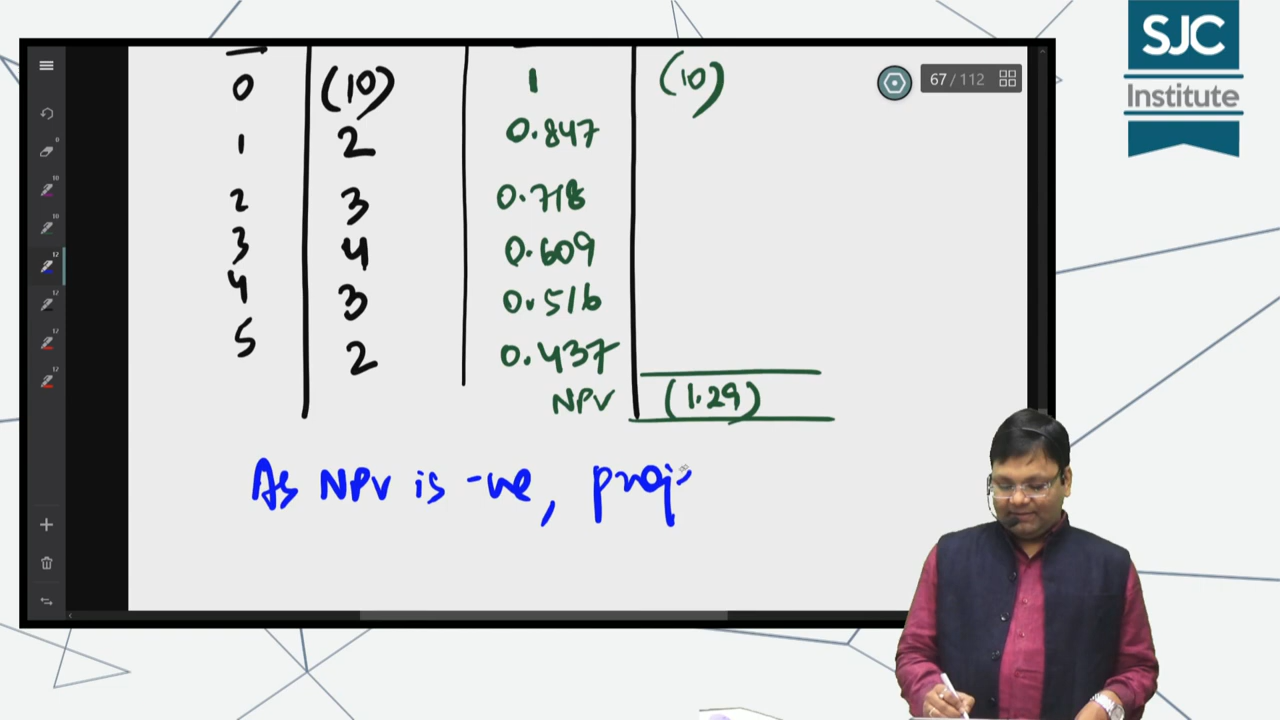 SJC
Institute
67 / 112
0 (10) 1 (10)
1 2 0.847
2 3 0.718
3 4 0.609
4 3 0.516
5 2 0.437
NPV (1.29)
As NPV is -ve, proj